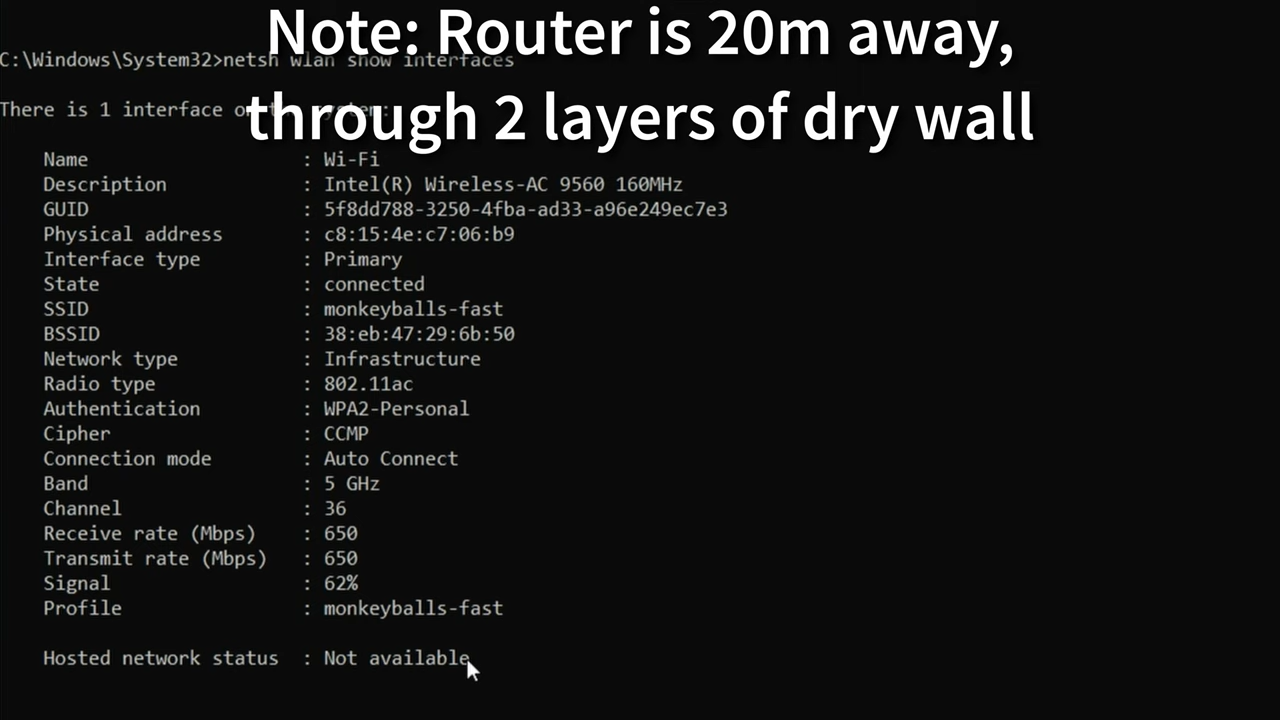 Note: Router is 20m away,
through 2 layers of dry wall
C:\Windows\System32>netsh wlan show interfaces
There is 1 interface on the system:
Name : Wi-Fi
Description : Intel(R) Wireless-AC 9560 160MHz
GUID : 5f8dd788-3250-4fba-ad33-a96e249ec7e3
Physical address : c8:15:4e:c7:06:b9
Interface type : Primary
State : connected
SSID : monkeyballs-fast
BSSID : 38:eb:47:29:6b:50
Network type : Infrastructure
Radio type : 802.11ac
Authentication : WPA2-Personal
Cipher : CCMP
Connection mode : Auto Connect
Band : 5 GHz
Channel : 36
Receive rate (Mbps) : 650
Transmit rate (Mbps) : 650
Signal : 62%
Profile : monkeyballs-fast
Hosted network status : Not available